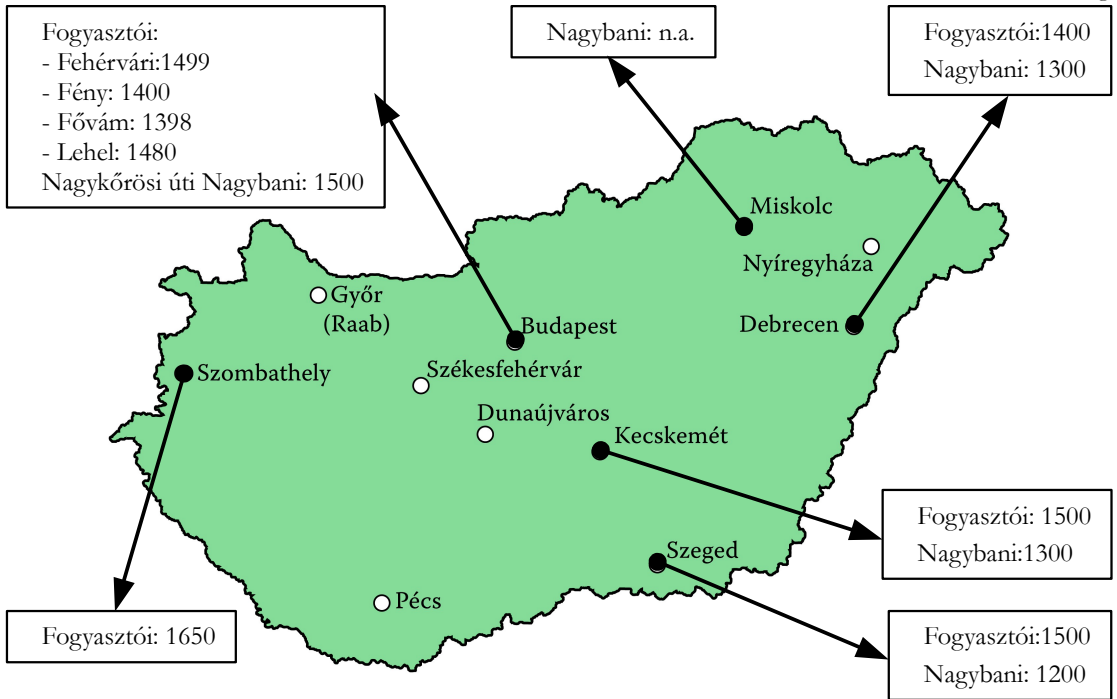 Fogyasztói:
- Fehérvári:1499
- Fény: 1400
- Fővám: 1398
- Lehel: 1480
Nagykőrösi úti Nagybani: 1500
Nagybani: n.a.
Fogyasztói:1400
Nagybani: 1300
Miskolc
Nyíregyháza
Győr
(Raab)
Budapest
Debrecen
Székesfehérvár
Szombathely
Dunaújváros
Kecskemét
Fogyasztói: 1500
Nagybani:1300
Szeged
Pécs
Fogyasztói: 1650
Fogyasztói:1500
Nagybani: 1200